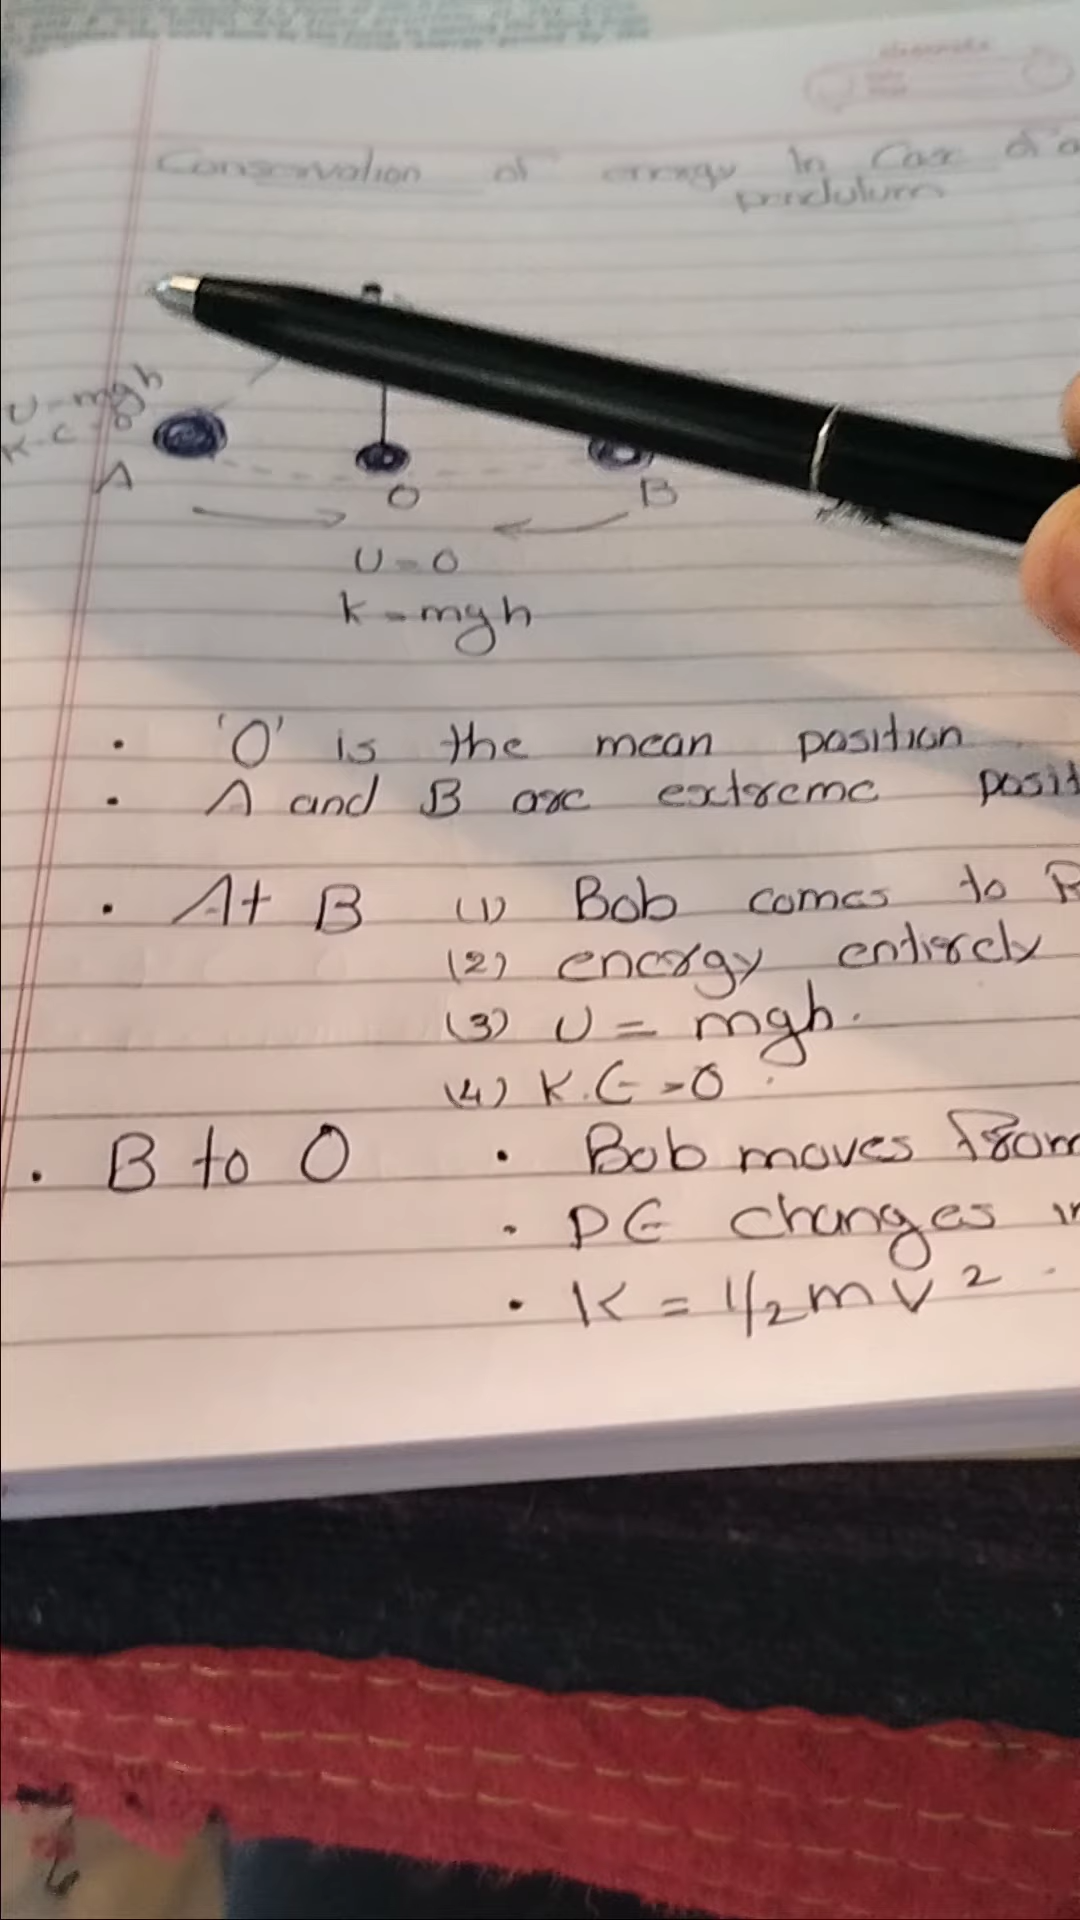 Conservation of energy In Case of a
pendulum
U=mgh
K.E=0
A
O
B
U=0
K=mgh
• 'O' is the mean position
• A and B are extreme posit
• At B (1) Bob comes to R
(2) energy entirely
(3) U = mgh.
(4) K.E=0.
• B to O • Bob moves from
• PE changes in
• K = 1/2 mv²